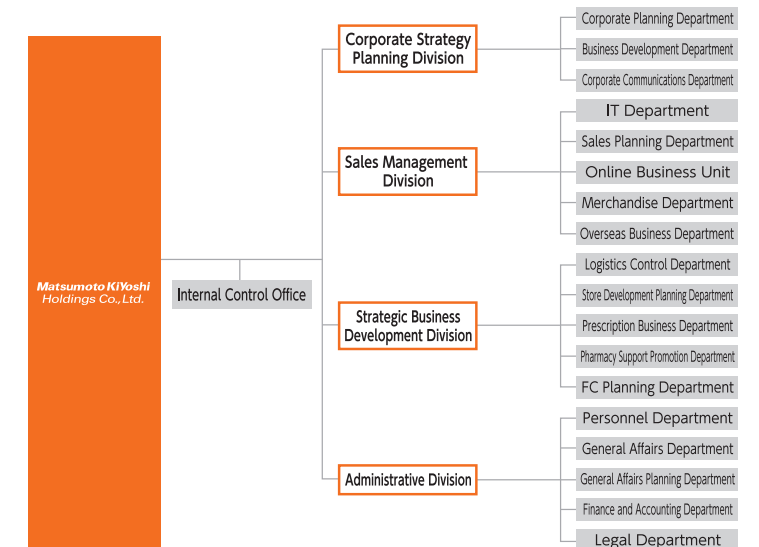 Matsumoto KiYoshi
Holdings Co., Ltd.
Internal Control Office
Corporate Strategy
Planning Division
Corporate Planning Department
Business Development Department
Corporate Communications Department
Sales Management
Division
IT Department
Sales Planning Department
Online Business Unit
Merchandise Department
Overseas Business Department
Strategic Business
Development Division
Logistics Control Department
Store Development Planning Department
Prescription Business Department
Pharmacy Support Promotion Department
FC Planning Department
Administrative Division
Personnel Department
General Affairs Department
General Affairs Planning Department
Finance and Accounting Department
Legal Department